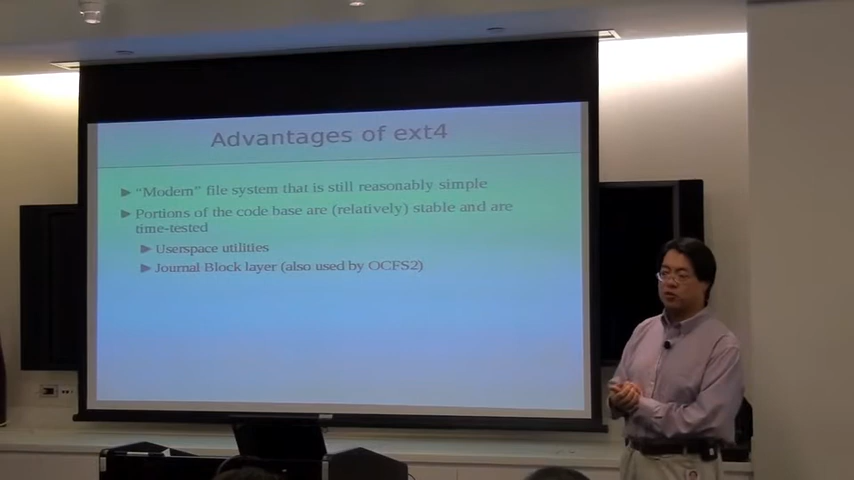 Advantages of ext4
"Modern" file system that is still reasonably simple
Portions of the code base are (relatively) stable and are
time-tested
Userspace utilities
Journal Block layer (also used by OCFS2)